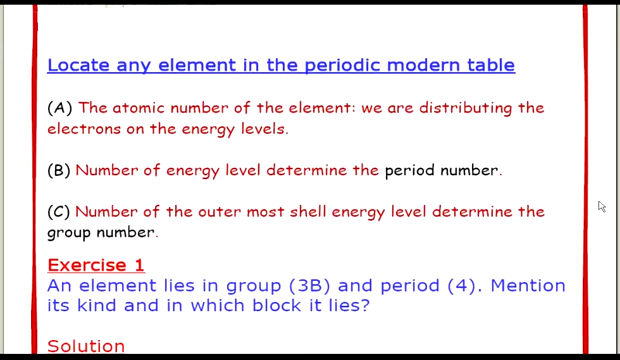 Locate any element in the periodic modern table
(A) The atomic number of the element: we are distributing the
electrons on the energy levels.
(B) Number of energy level determine the period number.
(C) Number of the outer most shell energy level determine the
group number.
Exercise 1
An element lies in group (3B) and period (4). Mention
its kind and in which block it lies?
Solution